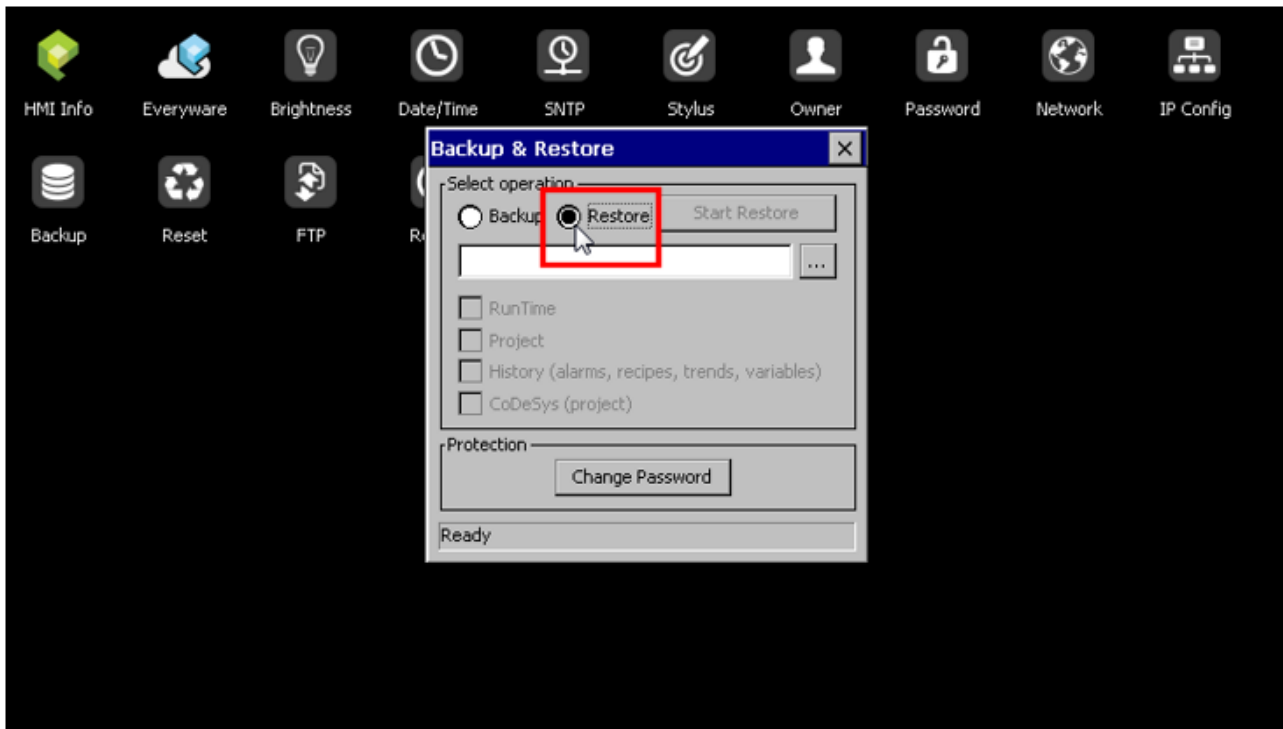 HMI Info Everyware Brightness Date/Time SNTP Stylus Owner Password Network IP Config
Backup Reset FTP
Backup & Restore
Select operation
Backup Restore Start Restore
...
RunTime
Project
History (alarms, recipes, trends, variables)
CoDeSys (project)
Protection
Change Password
Ready